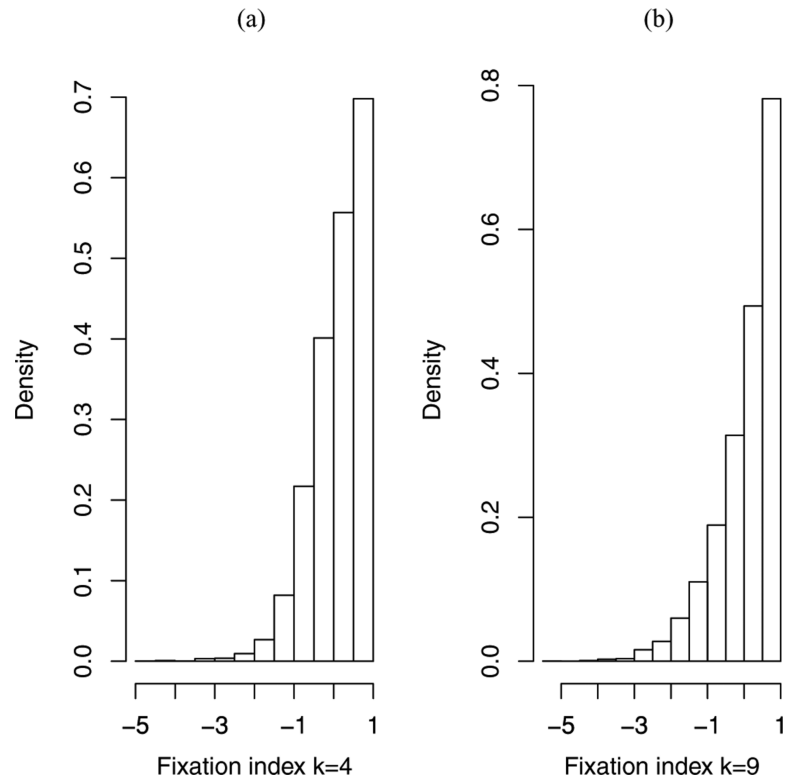 (a)
Density
0.0 0.1 0.2 0.3 0.4 0.5 0.6 0.7
−5 −3 −1 1
Fixation index k=4
(b)
Density
0.0 0.2 0.4 0.6 0.8
−5 −3 −1 1
Fixation index k=9